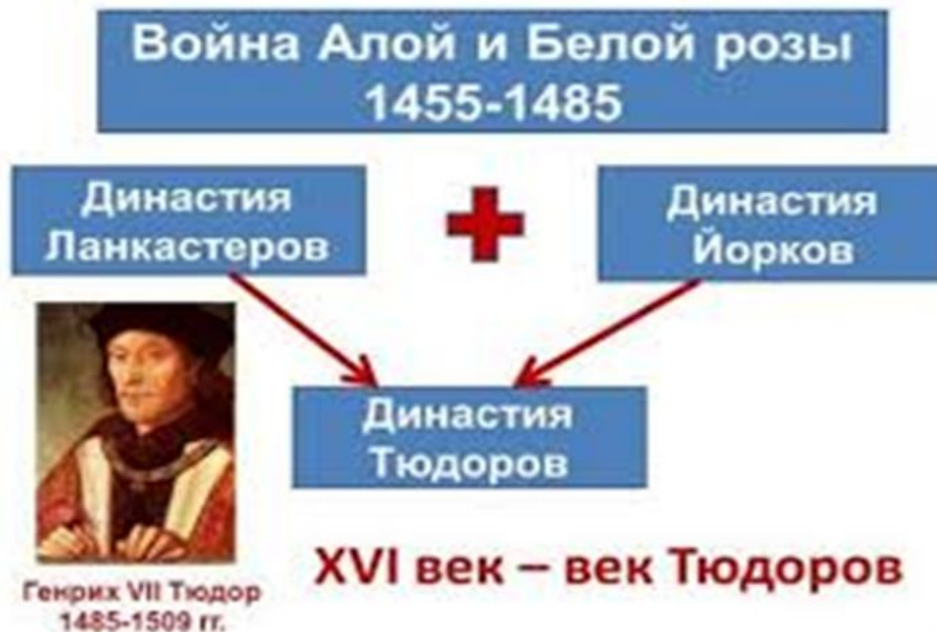 Война Алой и Белой розы
1455-1485
Династия
Ланкастеров
Династия
Йорков
Династия
Тюдоров
XVI век – век Тюдоров
Генрих VII Тюдор
1485-1509 гг.